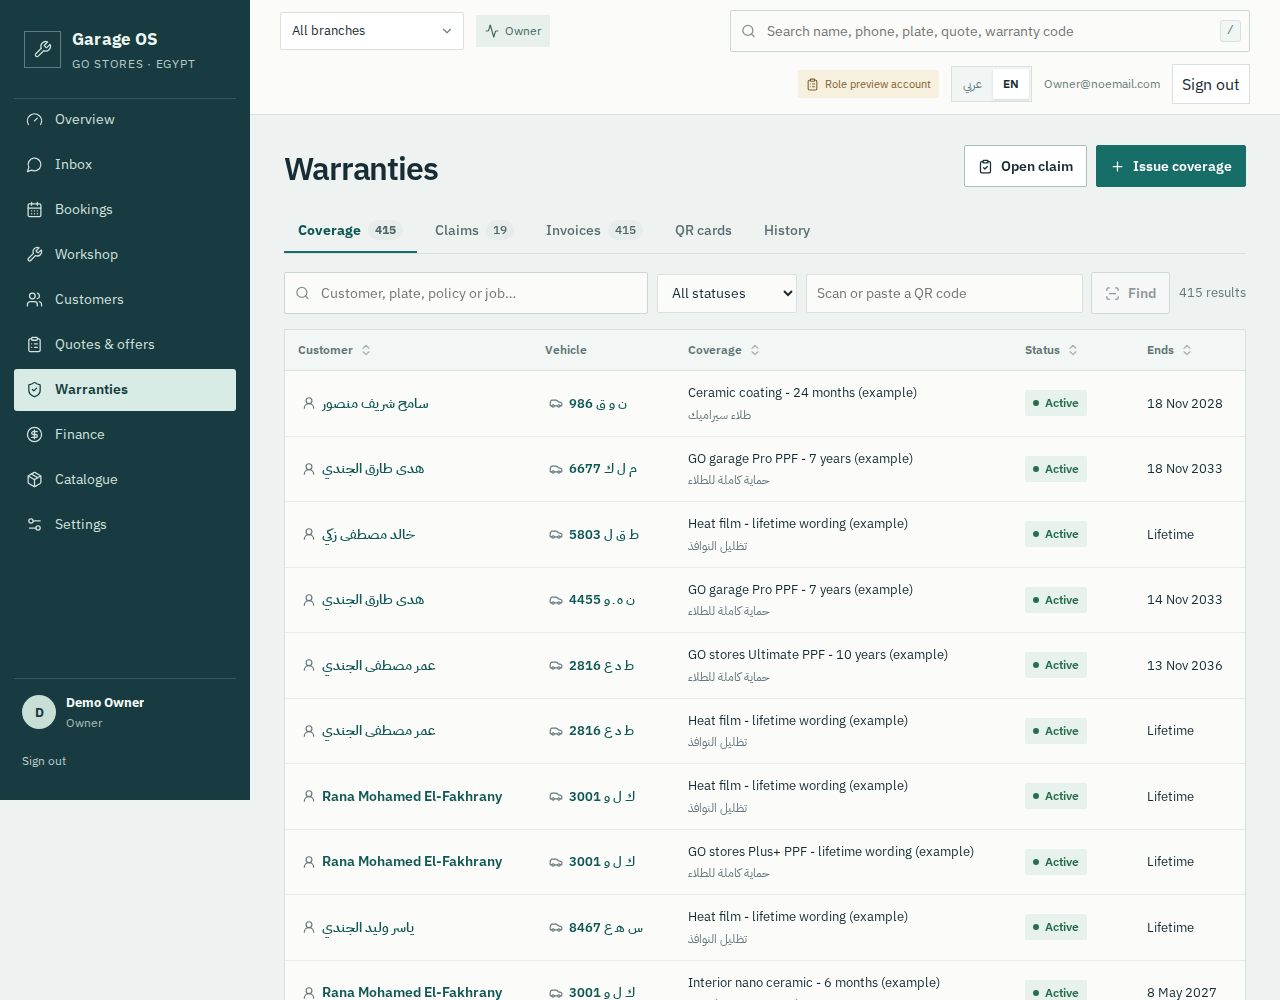 Garage OS
GO STORES · EGYPT
Overview
Inbox
Bookings
Workshop
Customers
Quotes & offers
Warranties
Finance
Catalogue
Settings
D
Demo Owner
Owner
Sign out
All branches
Owner
Search name, phone, plate, quote, warranty code
/
Role preview account
عربي
EN
Owner@noemail.com
Sign out
Warranties
Open claim
Issue coverage
Coverage 415
Claims 19
Invoices 415
QR cards
History
Customer, plate, policy or job...
All statuses
Scan or paste a QR code
Find
415 results
Customer Vehicle Coverage Status Ends
سامح شريف منصور
ن و ق 986
Ceramic coating - 24 months (example)
طلاء سيراميك
Active
18 Nov 2028
هدى طارق الجندي
م ل ك 6677
GO garage Pro PPF - 7 years (example)
حماية كاملة للطلاء
Active
18 Nov 2033
خالد مصطفى زكي
ط ق ل 5803
Heat film - lifetime wording (example)
تظليل النوافذ
Active
Lifetime
هدى طارق الجندي
ن ه . و 4455
GO garage Pro PPF - 7 years (example)
حماية كاملة للطلاء
Active
14 Nov 2033
عمر مصطفى الجندي
ط د ع 2816
GO stores Ultimate PPF - 10 years (example)
حماية كاملة للطلاء
Active
13 Nov 2036
عمر مصطفى الجندي
ط د ع 2816
Heat film - lifetime wording (example)
تظليل النوافذ
Active
Lifetime
Rana Mohamed El-Fakhrany
ك ل و 3001
Heat film - lifetime wording (example)
تظليل النوافذ
Active
Lifetime
Rana Mohamed El-Fakhrany
ك ل و 3001
GO stores Plus+ PPF - lifetime wording (example)
حماية كاملة للطلاء
Active
Lifetime
ياسر وليد الجندي
س ه ع 8467
Heat film - lifetime wording (example)
تظليل النوافذ
Active
Lifetime
Rana Mohamed El-Fakhrany
ك ل و 3001
Interior nano ceramic - 6 months (example)
Active
8 May 2027